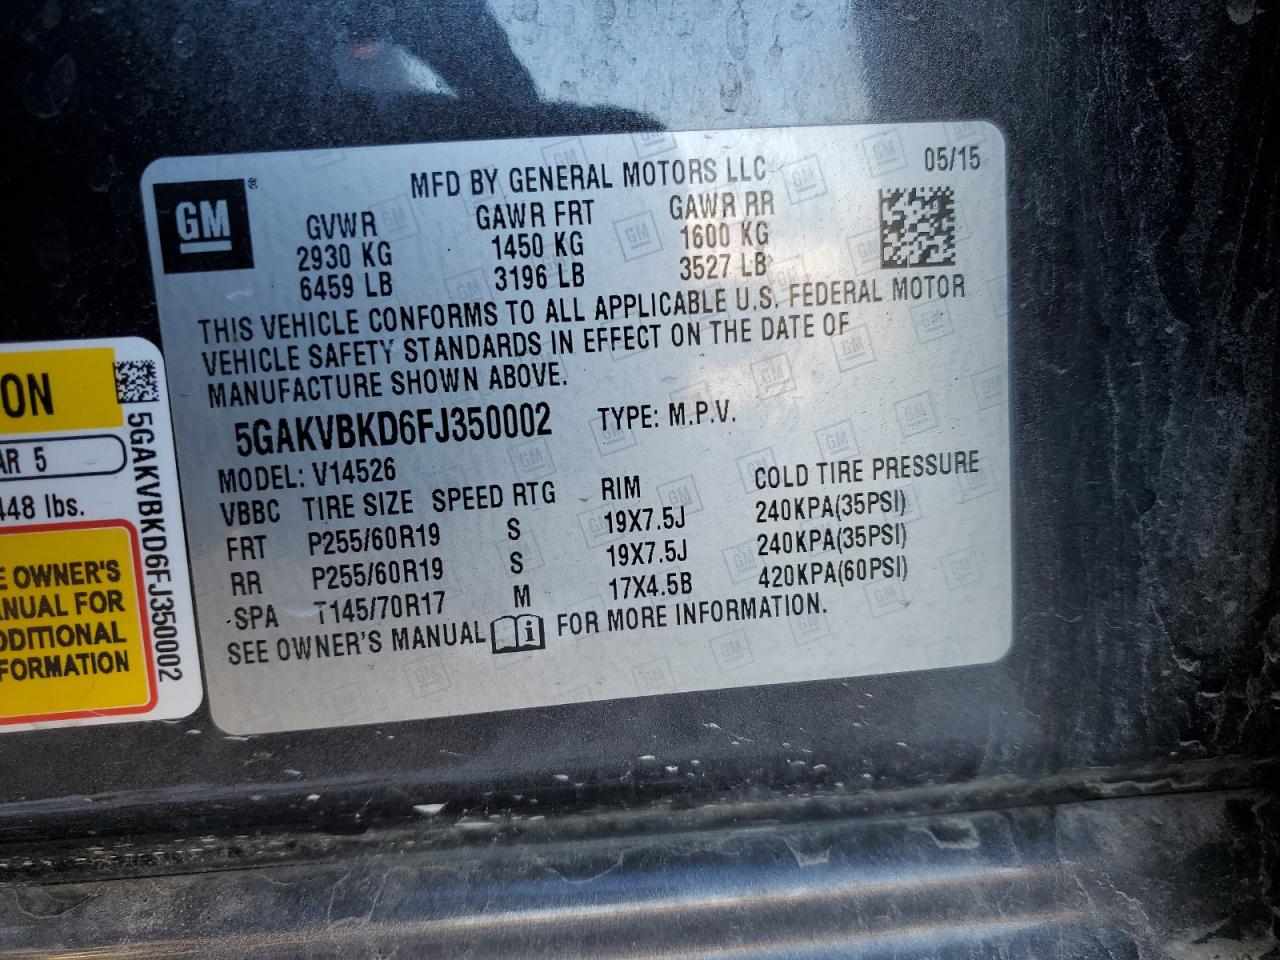 GM ®
MFD BY GENERAL MOTORS LLC 05/15
GVWR GAWR FRT GAWR RR
2930 KG 1450 KG 1600 KG
6459 LB 3196 LB 3527 LB
THIS VEHICLE CONFORMS TO ALL APPLICABLE U.S. FEDERAL MOTOR
VEHICLE SAFETY STANDARDS IN EFFECT ON THE DATE OF
MANUFACTURE SHOWN ABOVE.
5GAKVBKD6FJ350002 TYPE: M.P.V.
MODEL: V14526
VBBC TIRE SIZE SPEED RTG RIM COLD TIRE PRESSURE
FRT P255/60R19 S 19X7.5J 240KPA(35PSI)
RR P255/60R19 S 19X7.5J 240KPA(35PSI)
SPA T145/70R17 M 17X4.5B 420KPA(60PSI)
SEE OWNER'S MANUAL i FOR MORE INFORMATION.
ON
AR 5
448 lbs.
E OWNER'S
ANUAL FOR
DDITIONAL
FORMATION
5GAKVBKD6FJ350002